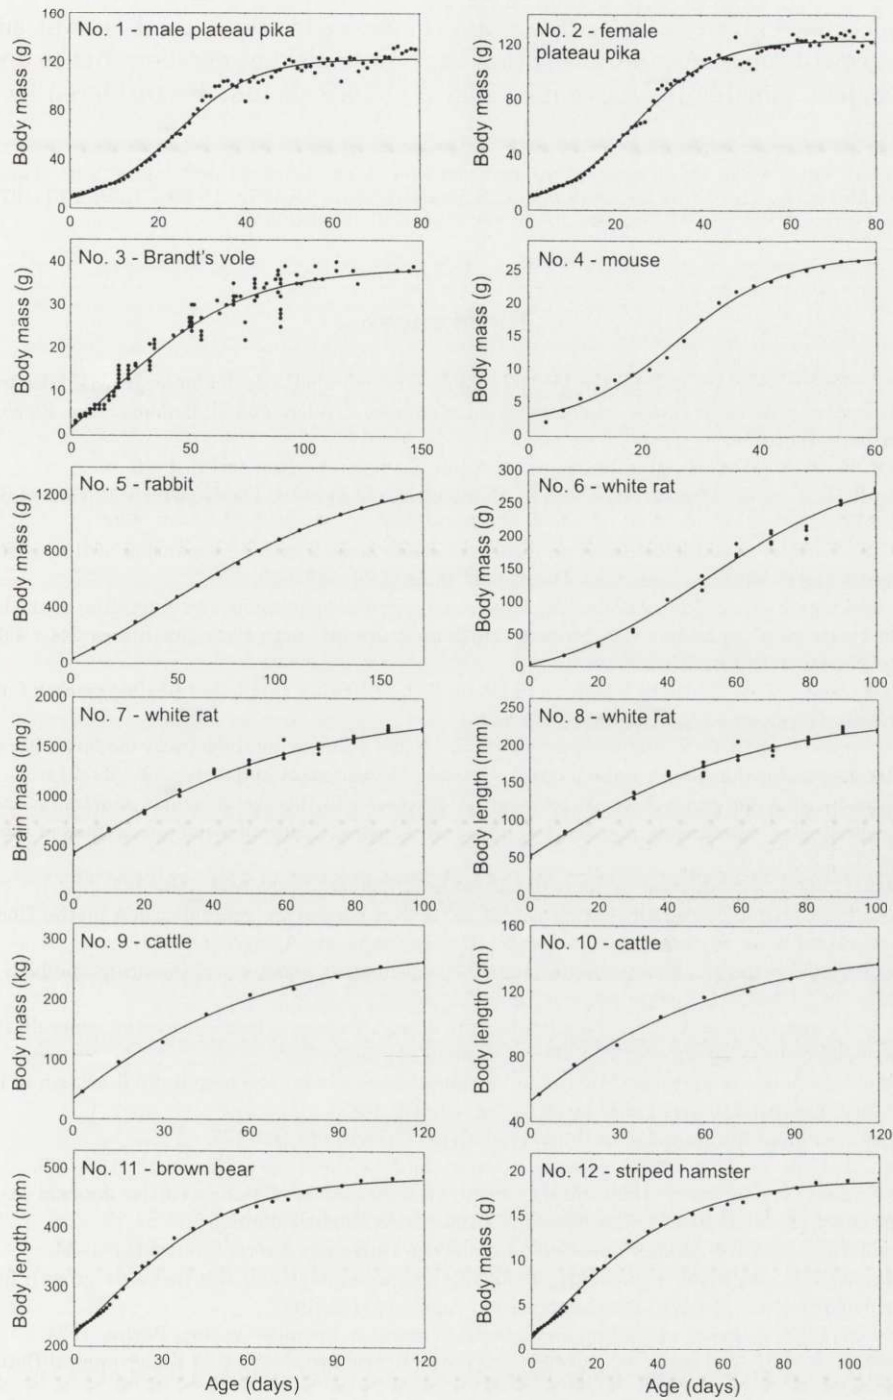 No. 1 - male plateau pika
Body mass (g)
160
120
80
40
0
0 20 40 60 80
No. 2 - female
plateau pika
Body mass (g)
120
80
40
0
0 20 40 60 80
No. 3 - Brandt's vole
Body mass (g)
40
30
20
10
0
0 50 100 150
No. 4 - mouse
Body mass (g)
25
20
15
10
5
0
0 20 40 60
No. 5 - rabbit
Body mass (g)
1200
800
400
0
0 50 100 150
No. 6 - white rat
Body mass (g)
300
250
200
150
100
50
0
0 20 40 60 80 100
No. 7 - white rat
Brain mass (mg)
2000
1500
1000
500
0
0 20 40 60 80 100
No. 8 - white rat
Body length (mm)
250
200
150
100
50
0
0 20 40 60 80 100
No. 9 - cattle
Body mass (kg)
300
200
100
0
0 30 60 90 120
No. 10 - cattle
Body length (cm)
160
120
80
40
0 30 60 90 120
No. 11 - brown bear
Body length (mm)
500
400
300
200
0 20 40 60 80 100 120
Age (days)
No. 12 - striped hamster
Body mass (g)
20
15
10
5
0
0 20 40 60 80 100
Age (days)